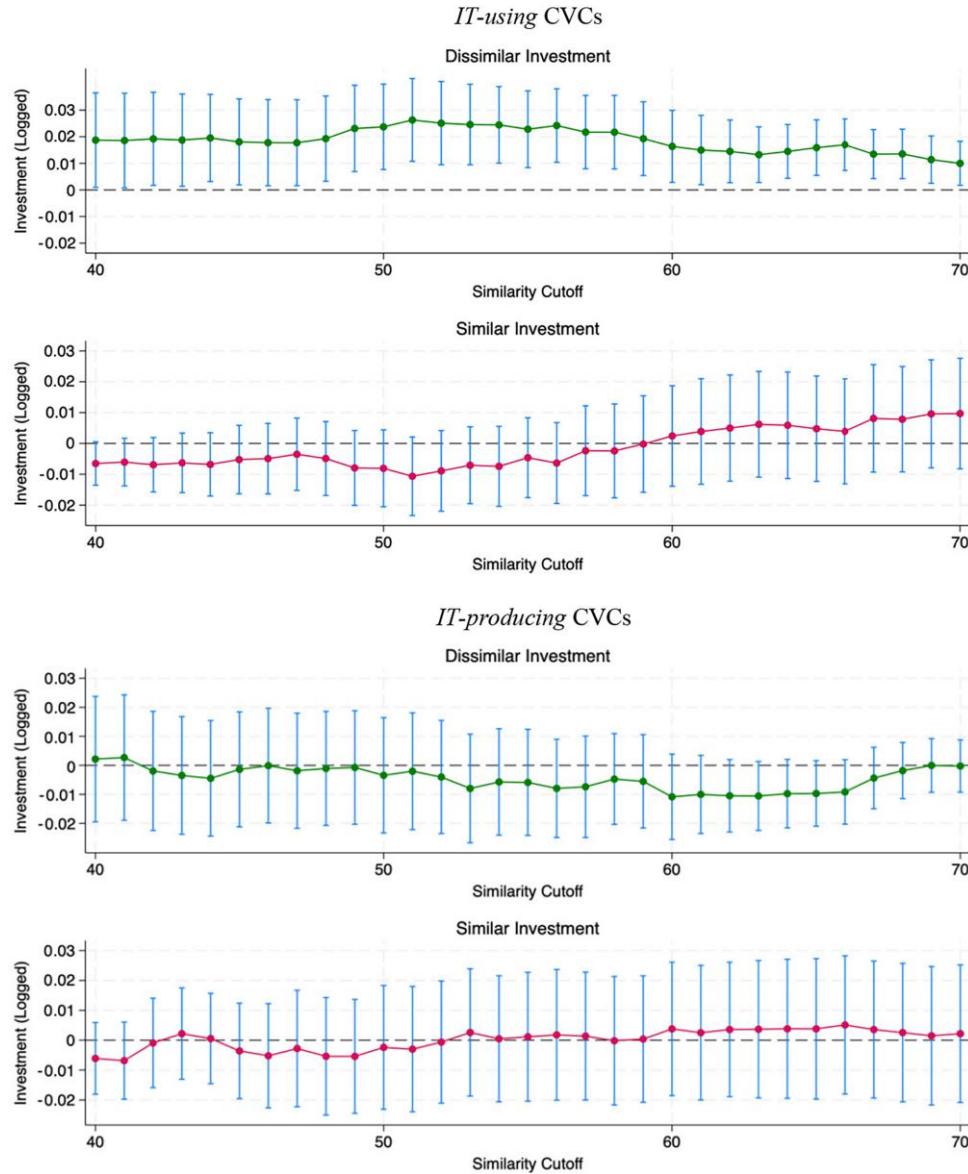 IT-using CVCs
Dissimilar Investment
Investment (Logged)
0.03
0.02
0.01
0
-0.01
-0.02
40 50 60 70
Similarity Cutoff
Similar Investment
Investment (Logged)
0.03
0.02
0.01
0
-0.01
-0.02
40 50 60 70
Similarity Cutoff
IT-producing CVCs
Dissimilar Investment
Investment (Logged)
0.03
0.02
0.01
0
-0.01
-0.02
40 50 60 70
Similarity Cutoff
Similar Investment
Investment (Logged)
0.03
0.02
0.01
0
-0.01
-0.02
40 50 60 70
Similarity Cutoff